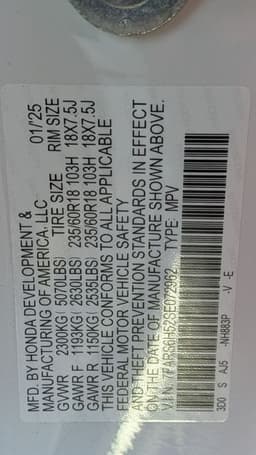 MFD. BY HONDA DEVELOPMENT & 01/'25
MANUFACTURING OF AMERICA, LLC
TIRE SIZE RIM SIZE
GVWR 2300KG (5070LBS)
GAWR F 1193KG (2630LBS) 235/60R18 103H 18X7.5J
GAWR R 1150KG (2535LBS) 235/60R18 103H 18X7.5J
THIS VEHICLE CONFORMS TO ALL APPLICABLE
FEDERAL MOTOR VEHICLE SAFETY
AND THEFT PREVENTION STANDARDS IN EFFECT
ON THE DATE OF MANUFACTURE SHOWN ABOVE.
V.I.N. TYPE: MPV
3D0 S AJ5 -NH883P -V -E